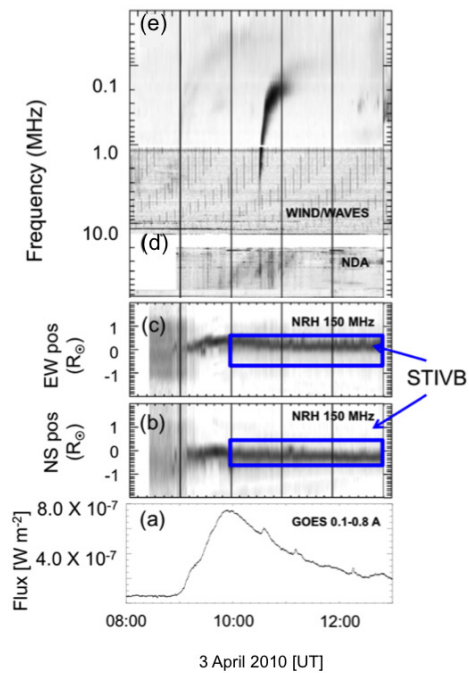 (e)
0.1
1.0
10.0
Frequency (MHz)
WIND/WAVES
(d)
NDA
(c)
NRH 150 MHz
1
0
-1
EW pos
(R☉)
STIVB
(b)
NRH 150 MHz
1
0
-1
NS pos
(R☉)
(a)
GOES 0.1-0.8 A
8.0 X 10⁻⁷
4.0 X 10⁻⁷
Flux [W m⁻²]
08:00 10:00 12:00
3 April 2010 [UT]